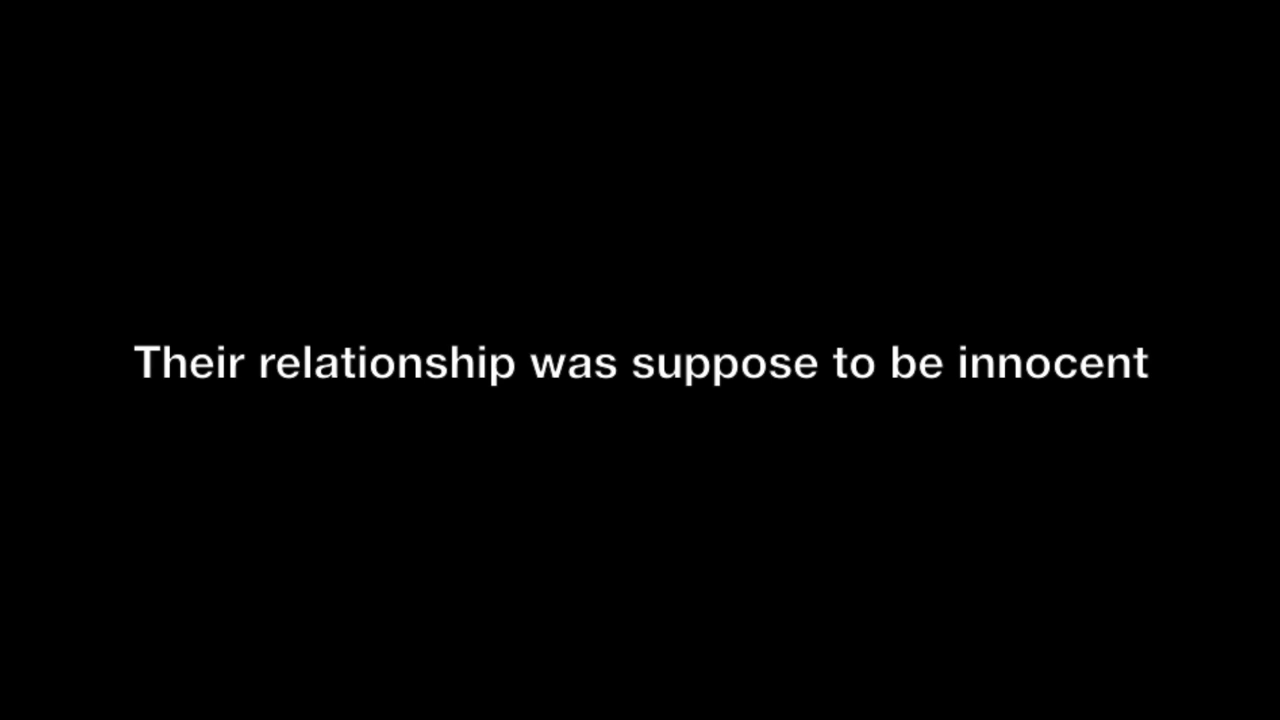 Their relationship was suppose to be innocent